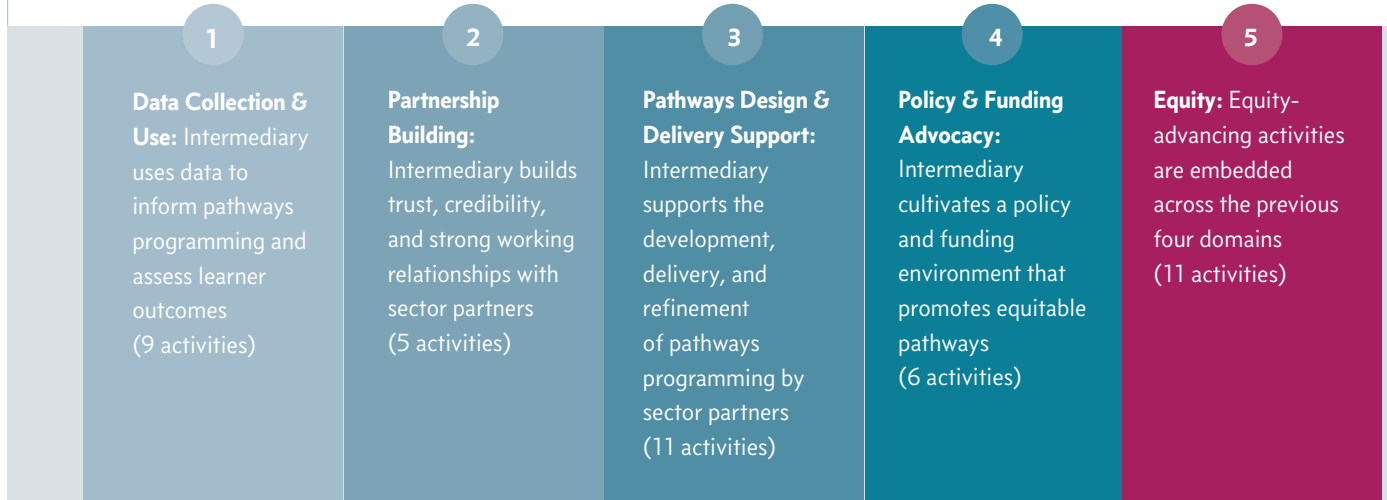 1
Data Collection &
Use: Intermediary
uses data to
inform pathways
programming and
assess learner
outcomes
(9 activities)
2
Partnership
Building:
Intermediary builds
trust, credibility,
and strong working
relationships with
sector partners
(5 activities)
3
Pathways Design &
Delivery Support:
Intermediary
supports the
development,
delivery, and
refinement
of pathways
programming by
sector partners
(11 activities)
4
Policy & Funding
Advocacy:
Intermediary
cultivates a policy
and funding
environment that
promotes equitable
pathways
(6 activities)
5
Equity: Equity-
advancing activities
are embedded
across the previous
four domains
(11 activities)